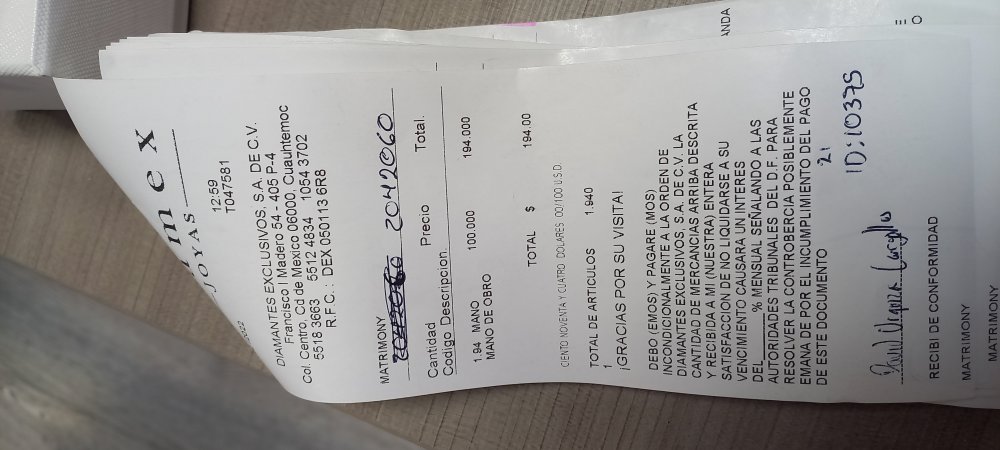 mex
JOYAS
2022
12:59
T047581
DIAMANTES EXCLUSIVOS, S.A. DE C.V.
Francisco I Madero 54 - 405 P-4
Col. Centro, Cd de Mexico 06000, Cuauhtemoc
5518 3663 5512 4834 1054 3702
R.F.C. : DEX 050113 6R8
MATRIMONY
2042060
Cantidad Precio Total.
Codigo Descripcion.
1.94 MANO 100.000 194.000
MANO DE OBRO
TOTAL $ 194.00
CIENTO NOVENTA Y CUATRO DOLARES 00/100 U.S.D.
TOTAL DE ARTICULOS 1.940
1
¡GRACIAS POR SU VISITA!
DEBO (EMOS) Y PAGARE (MOS)
INCONDICIONALMENTE A LA ORDEN DE
DIAMANTES EXCLUSIVOS, S.A. DE C.V. LA
CANTIDAD DE MERCANCIAS ARRIBA DESCRITA
Y RECIBIDA A MI (NUESTRA) ENTERA
SATISFACCION DE NO LIQUIDARSE A SU
VENCIMIENTO CAUSARA UN INTERES
DEL ______ % MENSUAL SEÑALANDO A LAS
AUTORIDADES TRIBUNALES DEL D.F. PARA
RESOLVER LA CONTROBERCIA POSIBLEMENTE
EMANA DE POR EL INCUMPLIMIENTO DEL PAGO
DE ESTE DOCUMENTO
21
ID:10375
RECIBI DE CONFORMIDAD
MATRIMONY
MATRIMONY